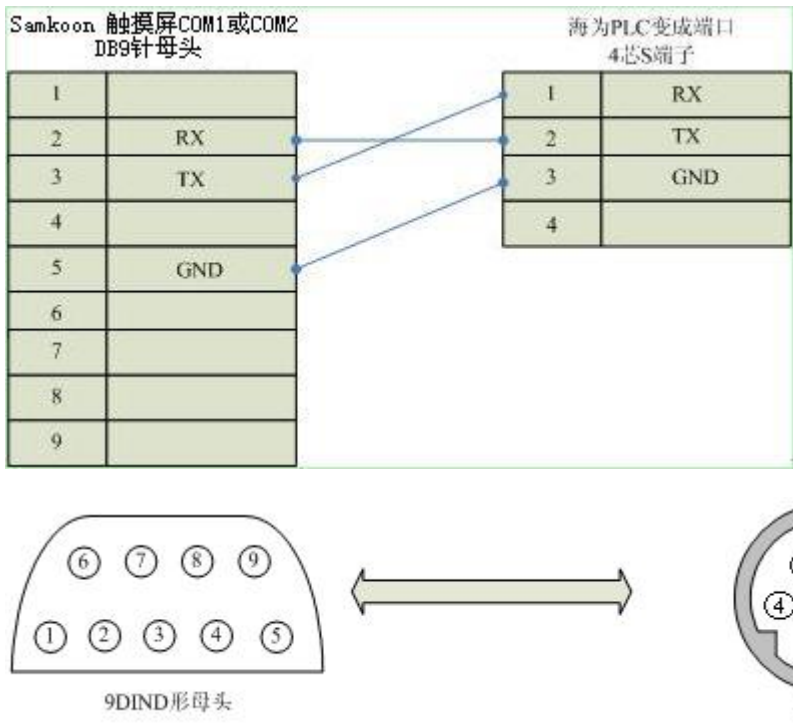 Samkoon 触摸屏COM1或COM2
DB9针母头
海为PLC变成端口
4芯S端子
1
2 RX
3 TX
4
5 GND
6
7
8
9
1 RX
2 TX
3 GND
4
6 7 8 9
1 2 3 4 5
9DIND形母头
4